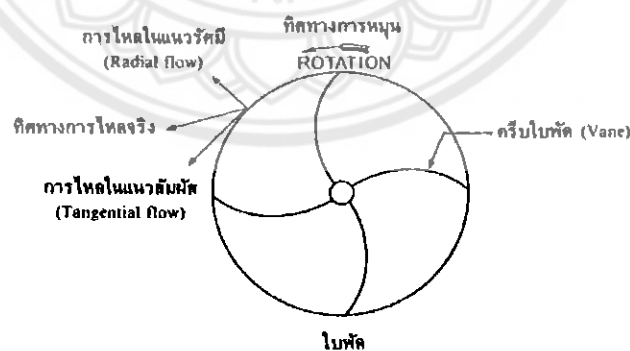 ทิศทางการหมุน
ROTATION
การไหลในแนวรัศมี
(Radial flow)
ทิศทางการไหลจริง
ครีบใบพัด (Vane)
การไหลในแนวสัมผัส
(Tangential flow)
ใบพัด